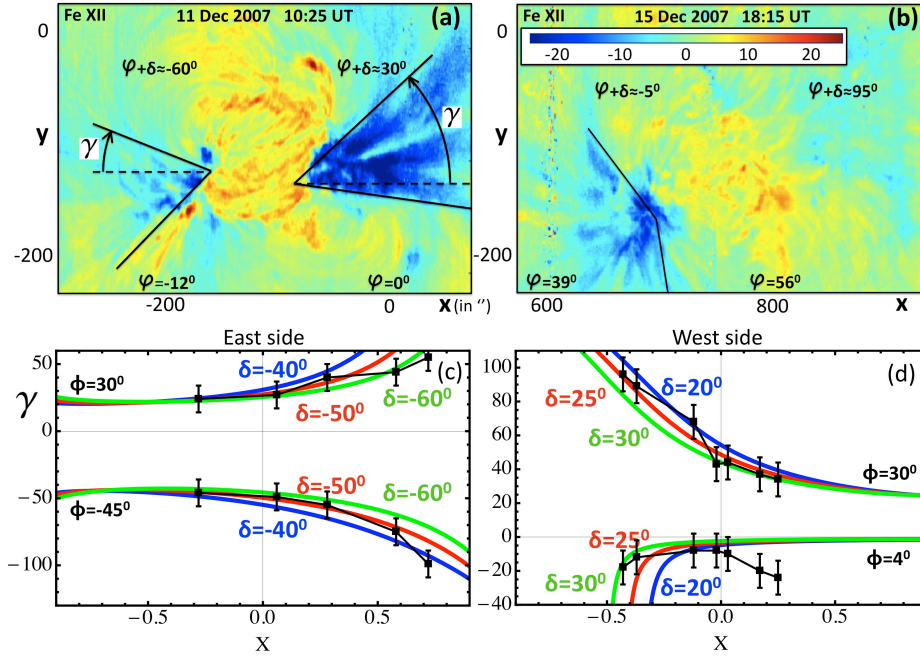 Fe XII 11 Dec 2007 10:25 UT (a)
φ+δ≈-60⁰ φ+δ≈30⁰
γ γ
φ=-12⁰ φ=0⁰
0
y
-200
-200 0 X (in ‘’)
Fe XII 15 Dec 2007 18:15 UT (b)
-20 -10 0 10 20
φ+δ≈-5⁰ φ+δ≈95⁰
φ=39⁰ φ=56⁰
0
y
-200
600 800 x
East side
(c)
Φ=30⁰
δ=-40⁰
δ=-50⁰
δ=-60⁰
δ=-50⁰
δ=-60⁰
δ=-40⁰
Φ=-45⁰
γ
50
0
−50
−100
−0.5 0.0 0.5
X
West side
(d)
δ=20⁰
δ=25⁰
δ=30⁰
Φ=30⁰
δ=25⁰
δ=30⁰
δ=20⁰
Φ=4⁰
100
80
60
40
20
0
−20
−40
−0.5 0.0 0.5
X